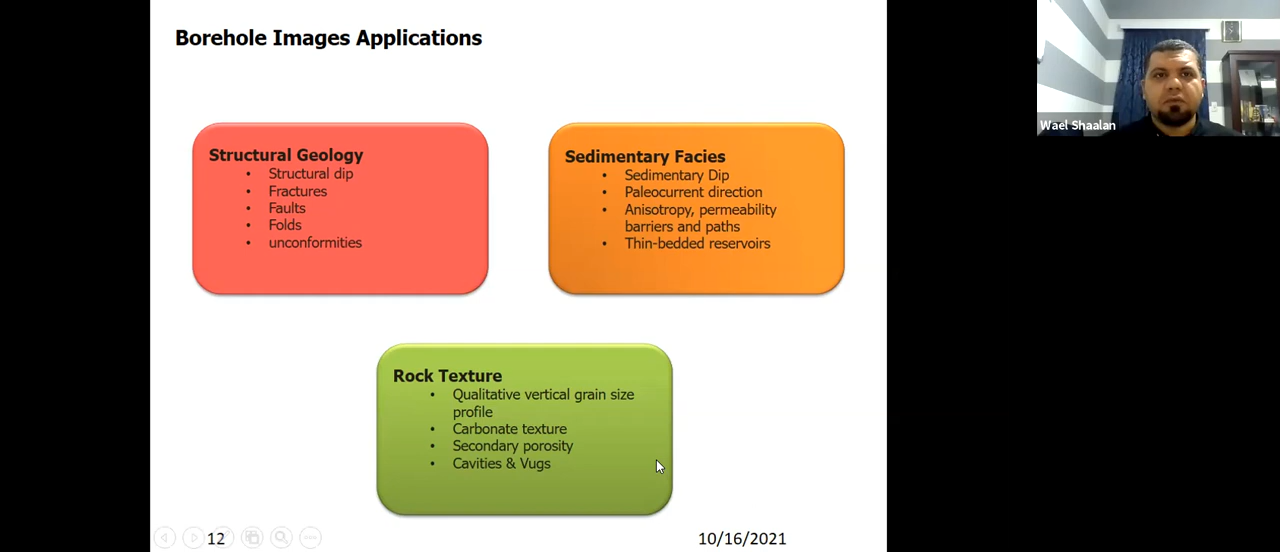 Borehole Images Applications
Wael Shaalan
Structural Geology
• Structural dip
• Fractures
• Faults
• Folds
• unconformities
Sedimentary Facies
• Sedimentary Dip
• Paleocurrent direction
• Anisotropy, permeability
barriers and paths
• Thin-bedded reservoirs
Rock Texture
• Qualitative vertical grain size
profile
• Carbonate texture
• Secondary porosity
• Cavities & Vugs
12
10/16/2021